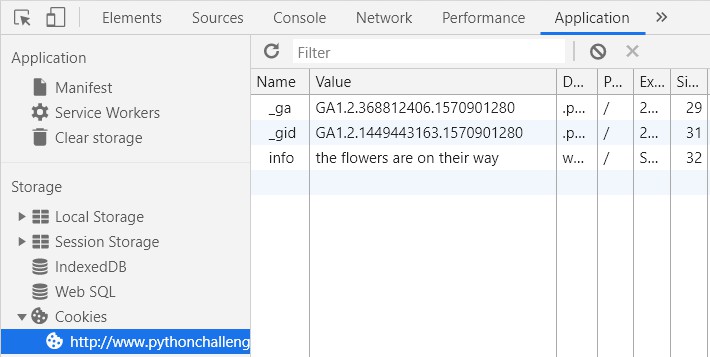 Elements Sources Console Network Performance Application »
Application
Manifest
Service Workers
Clear storage
Storage
Local Storage
Session Storage
IndexedDB
Web SQL
Cookies
http://www.pythonchalleng
Filter
Name Value D... P... Ex... Si...
_ga GA1.2.368812406.1570901280 .p... / 2... 29
_gid GA1.2.1449443163.1570901280 .p... / 2... 31
info the flowers are on their way w... / S... 32